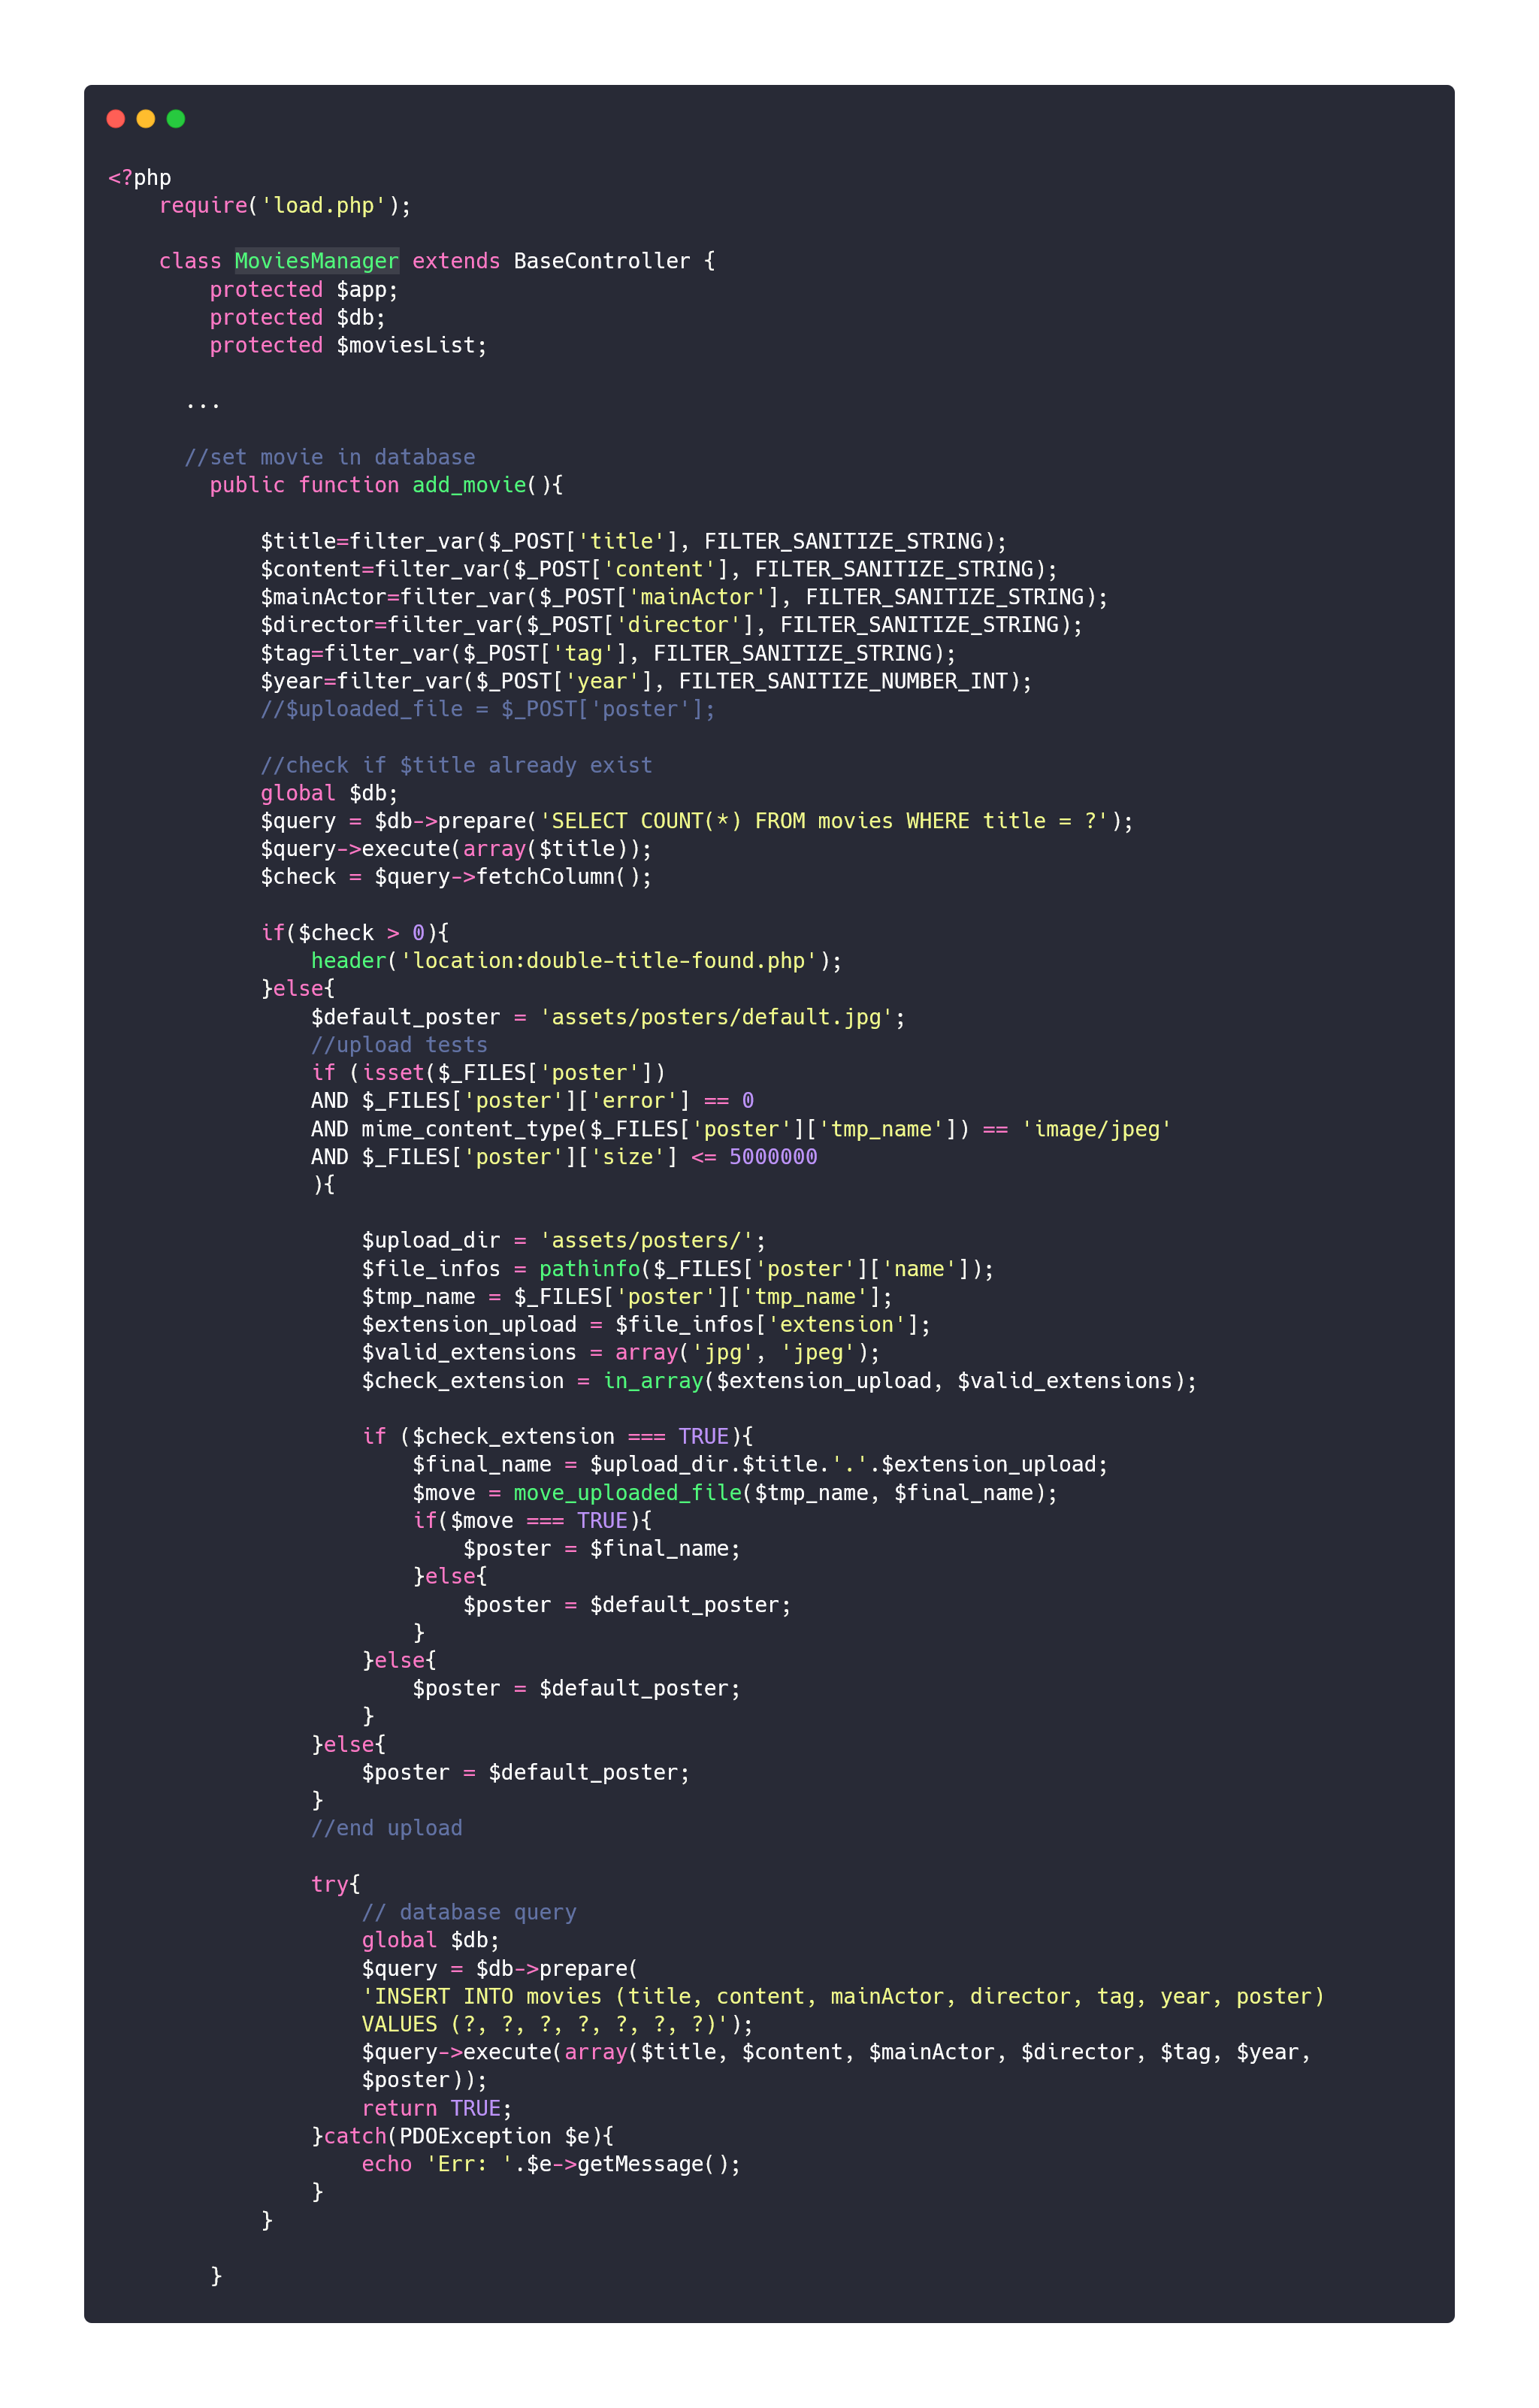 <?php
    require('load.php');

    class MoviesManager extends BaseController {
        protected $app;
        protected $db;
        protected $moviesList;

      ...

      //set movie in database
        public function add_movie(){

            $title=filter_var($_POST['title'], FILTER_SANITIZE_STRING);
            $content=filter_var($_POST['content'], FILTER_SANITIZE_STRING);
            $mainActor=filter_var($_POST['mainActor'], FILTER_SANITIZE_STRING);
            $director=filter_var($_POST['director'], FILTER_SANITIZE_STRING);
            $tag=filter_var($_POST['tag'], FILTER_SANITIZE_STRING);
            $year=filter_var($_POST['year'], FILTER_SANITIZE_NUMBER_INT);
            //$uploaded_file = $_POST['poster'];

            //check if $title already exist
            global $db;
            $query = $db->prepare('SELECT COUNT(*) FROM movies WHERE title = ?');
            $query->execute(array($title));
            $check = $query->fetchColumn();

            if($check > 0){
                header('location:double-title-found.php');
            }else{
                $default_poster = 'assets/posters/default.jpg';
                //upload tests
                if (isset($_FILES['poster'])
                AND $_FILES['poster']['error'] == 0
                AND mime_content_type($_FILES['poster']['tmp_name']) == 'image/jpeg'
                AND $_FILES['poster']['size'] <= 5000000
                ){

                    $upload_dir = 'assets/posters/';
                    $file_infos = pathinfo($_FILES['poster']['name']);
                    $tmp_name = $_FILES['poster']['tmp_name'];
                    $extension_upload = $file_infos['extension'];
                    $valid_extensions = array('jpg', 'jpeg');
                    $check_extension = in_array($extension_upload, $valid_extensions);

                    if ($check_extension === TRUE){
                        $final_name = $upload_dir.$title.'.'.$extension_upload;
                        $move = move_uploaded_file($tmp_name, $final_name);
                        if($move === TRUE){
                            $poster = $final_name;
                        }else{
                            $poster = $default_poster;
                        }
                    }else{
                        $poster = $default_poster;
                    }
                }else{
                    $poster = $default_poster;
                }
                //end upload

                try{
                    // database query
                    global $db;
                    $query = $db->prepare(
                    'INSERT INTO movies (title, content, mainActor, director, tag, year, poster)
                    VALUES (?, ?, ?, ?, ?, ?, ?)');
                    $query->execute(array($title, $content, $mainActor, $director, $tag, $year,
                    $poster));
                    return TRUE;
                }catch(PDOException $e){
                    echo 'Err: '.$e->getMessage();
                }
            }

        }